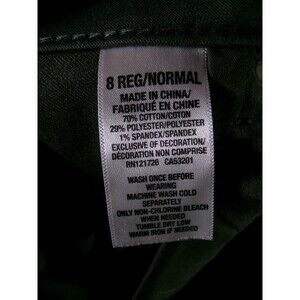 8 REG/NORMAL
MADE IN CHINA/
FABRIQUÉ EN CHINE
70% COTTON/COTON
29% POLYESTER/POLYESTER
1% SPANDEX/SPANDEX
EXCLUSIVE OF DECORATION/
DÉCORATION NON COMPRISE
RN121726 CA53201
WASH ONCE BEFORE
WEARING
MACHINE WASH COLD
SEPARATELY
ONLY NON-CHLORINE BLEACH
WHEN NEEDED
TUMBLE DRY LOW
WARM IRON IF NEEDED